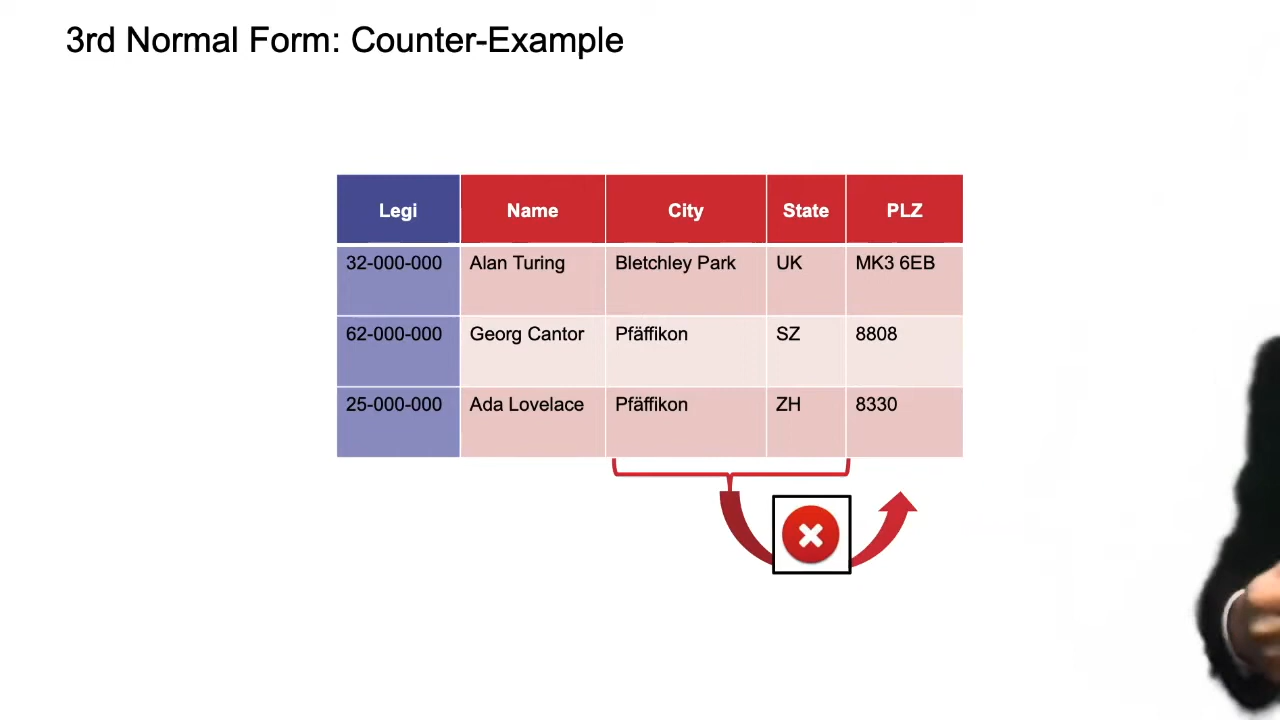 3rd Normal Form: Counter-Example
Legi Name City State PLZ
32-000-000 Alan Turing Bletchley Park UK MK3 6EB
62-000-000 Georg Cantor Pfäffikon SZ 8808
25-000-000 Ada Lovelace Pfäffikon ZH 8330